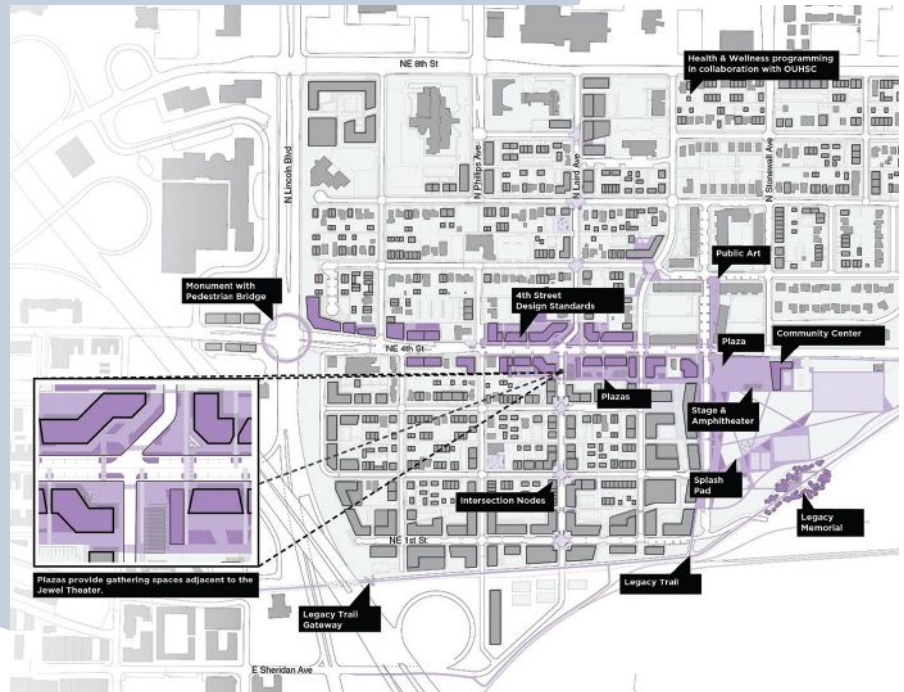 NE 8th St
Health & Wellness programming
in collaboration with OUHSC
N Lincoln Blvd
N Phillips Ave
N Laird Ave
N Stonewall Ave
Public Art
Monument with
Pedestrian Bridge
4th Street
Design Standards
Plaza
Community Center
NE 4th St
Plazas
Stage &
Amphitheater
Splash
Pad
Intersection Nodes
Legacy
Memorial
NE 1st St
Plazas provide gathering spaces adjacent to the
Jewel Theater.
Legacy Trail
Legacy Trail
Gateway
E Sheridan Ave